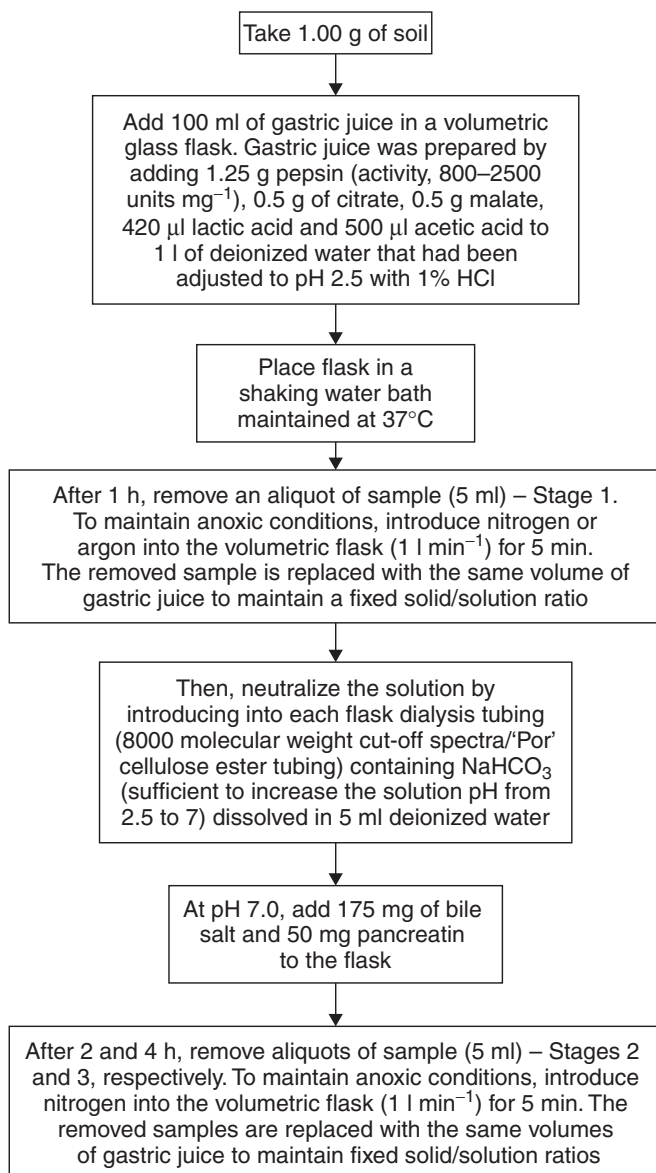 Take 1.00 g of soil
Add 100 ml of gastric juice in a volumetric
glass flask. Gastric juice was prepared by
adding 1.25 g pepsin (activity, 800–2500
units mg⁻¹), 0.5 g of citrate, 0.5 g malate,
420 μl lactic acid and 500 μl acetic acid to
1 l of deionized water that had been
adjusted to pH 2.5 with 1% HCl
Place flask in a
shaking water bath
maintained at 37°C
After 1 h, remove an aliquot of sample (5 ml) – Stage 1.
To maintain anoxic conditions, introduce nitrogen or
argon into the volumetric flask (1 l min⁻¹) for 5 min.
The removed sample is replaced with the same volume of
gastric juice to maintain a fixed solid/solution ratio
Then, neutralize the solution by
introducing into each flask dialysis tubing
(8000 molecular weight cut-off spectra/‘Por’
cellulose ester tubing) containing NaHCO₃
(sufficient to increase the solution pH from
2.5 to 7) dissolved in 5 ml deionized water
At pH 7.0, add 175 mg of bile
salt and 50 mg pancreatin
to the flask
After 2 and 4 h, remove aliquots of sample (5 ml) – Stages 2
and 3, respectively. To maintain anoxic conditions, introduce
nitrogen into the volumetric flask (1 l min⁻¹) for 5 min. The
removed samples are replaced with the same volumes
of gastric juice to maintain fixed solid/solution ratios